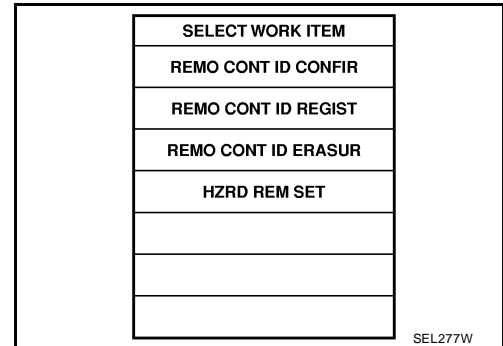 SELECT WORK ITEM
REMO CONT ID CONFIR
REMO CONT ID REGIST
REMO CONT ID ERASUR
HZRD REM SET
SEL277W